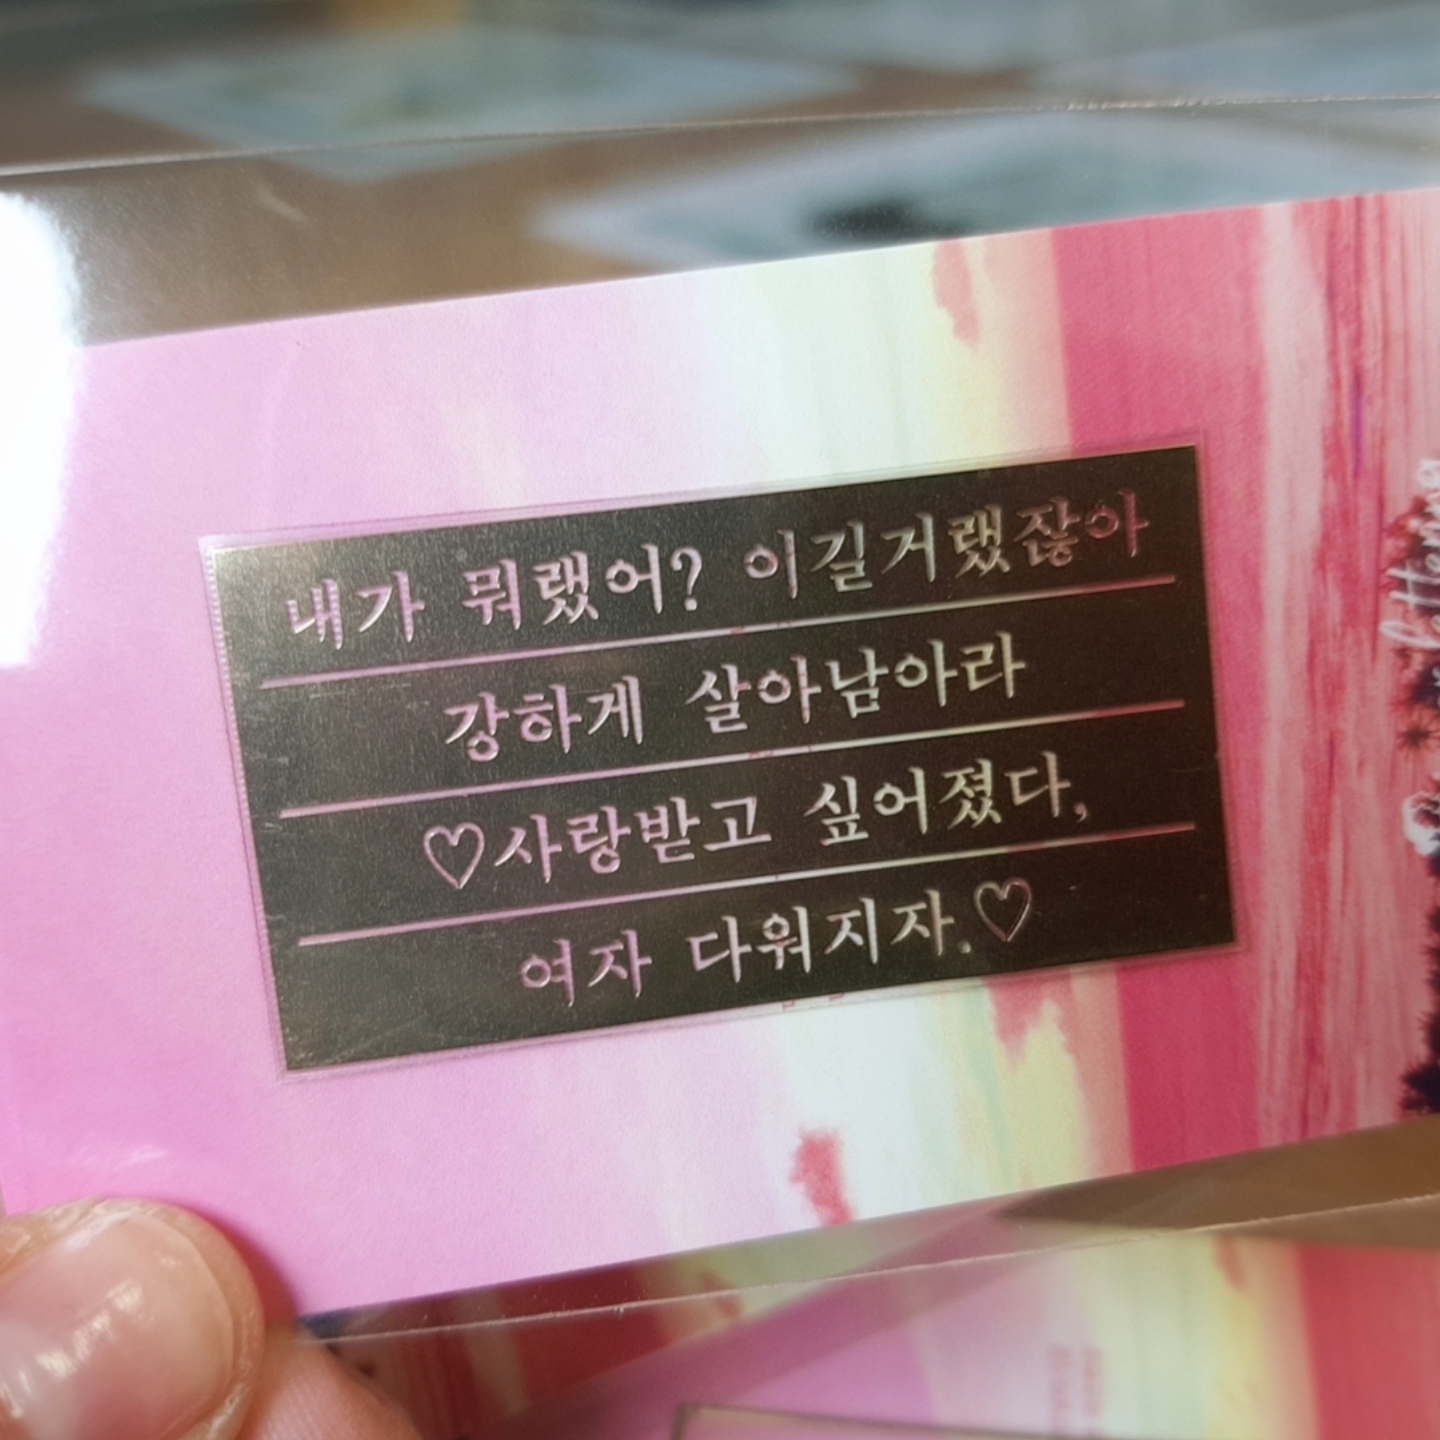 내가 뭐랬어? 이길거랬잖아
강하게 살아남아라
♡사랑받고 싶어졌다,
여자 다워지자.♡